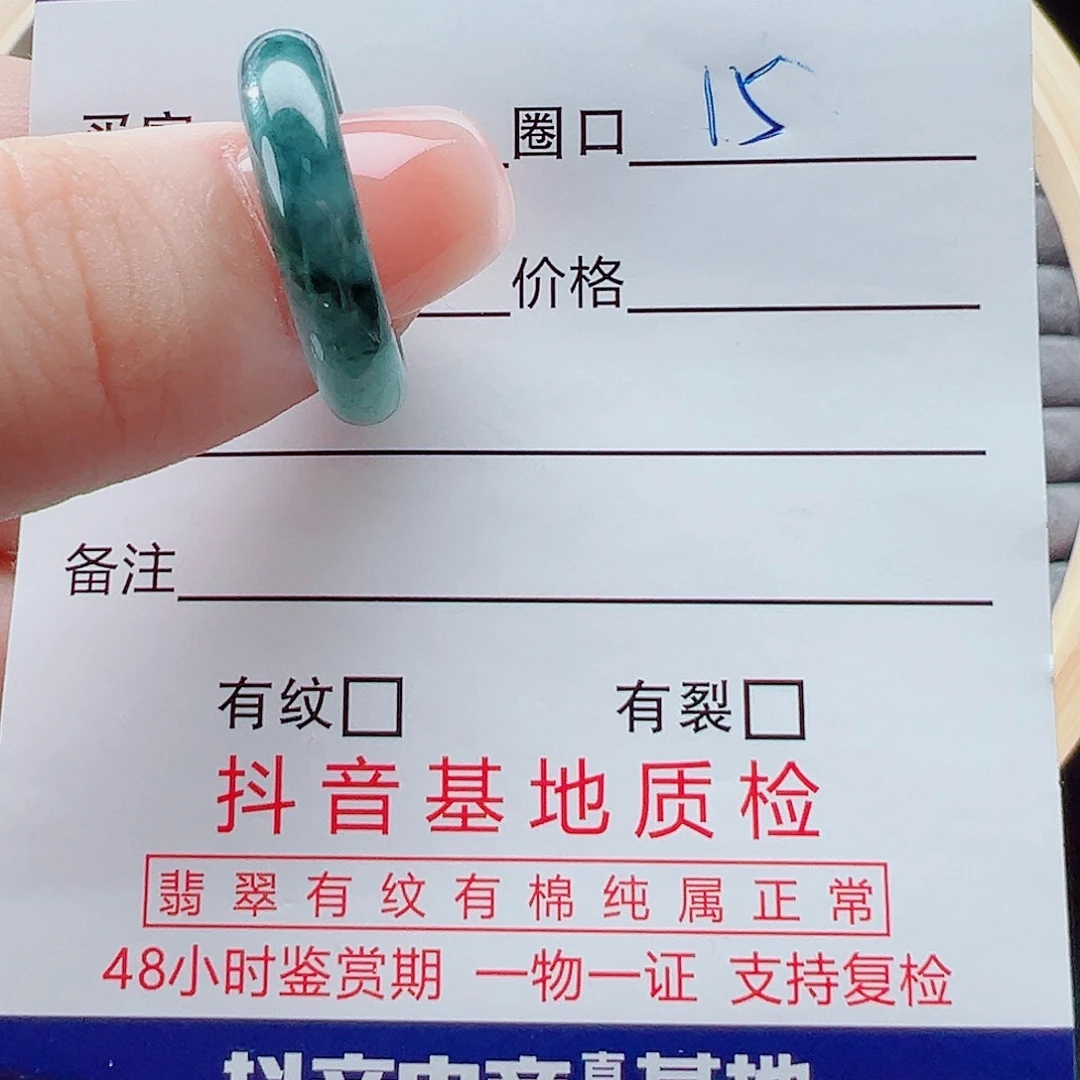 圈口 15
价格
备注
有纹□ 有裂□
抖音基地质检
翡翠有纹有棉纯属正常
48小时鉴赏期 一物一证 支持复检